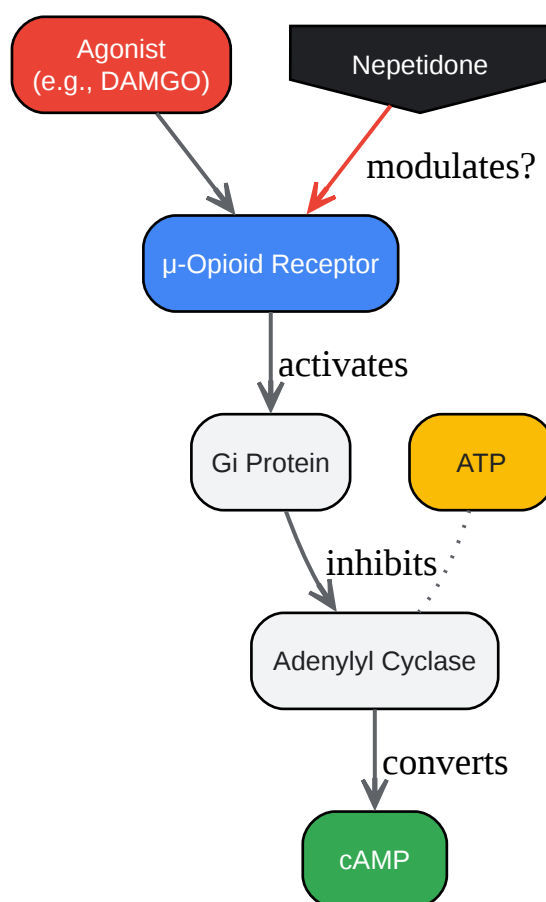 Agonist
(e.g., DAMGO)
Nepetidone
modulates?
μ-Opioid Receptor
activates
Gi Protein
ATP
inhibits
Adenylyl Cyclase
converts
cAMP